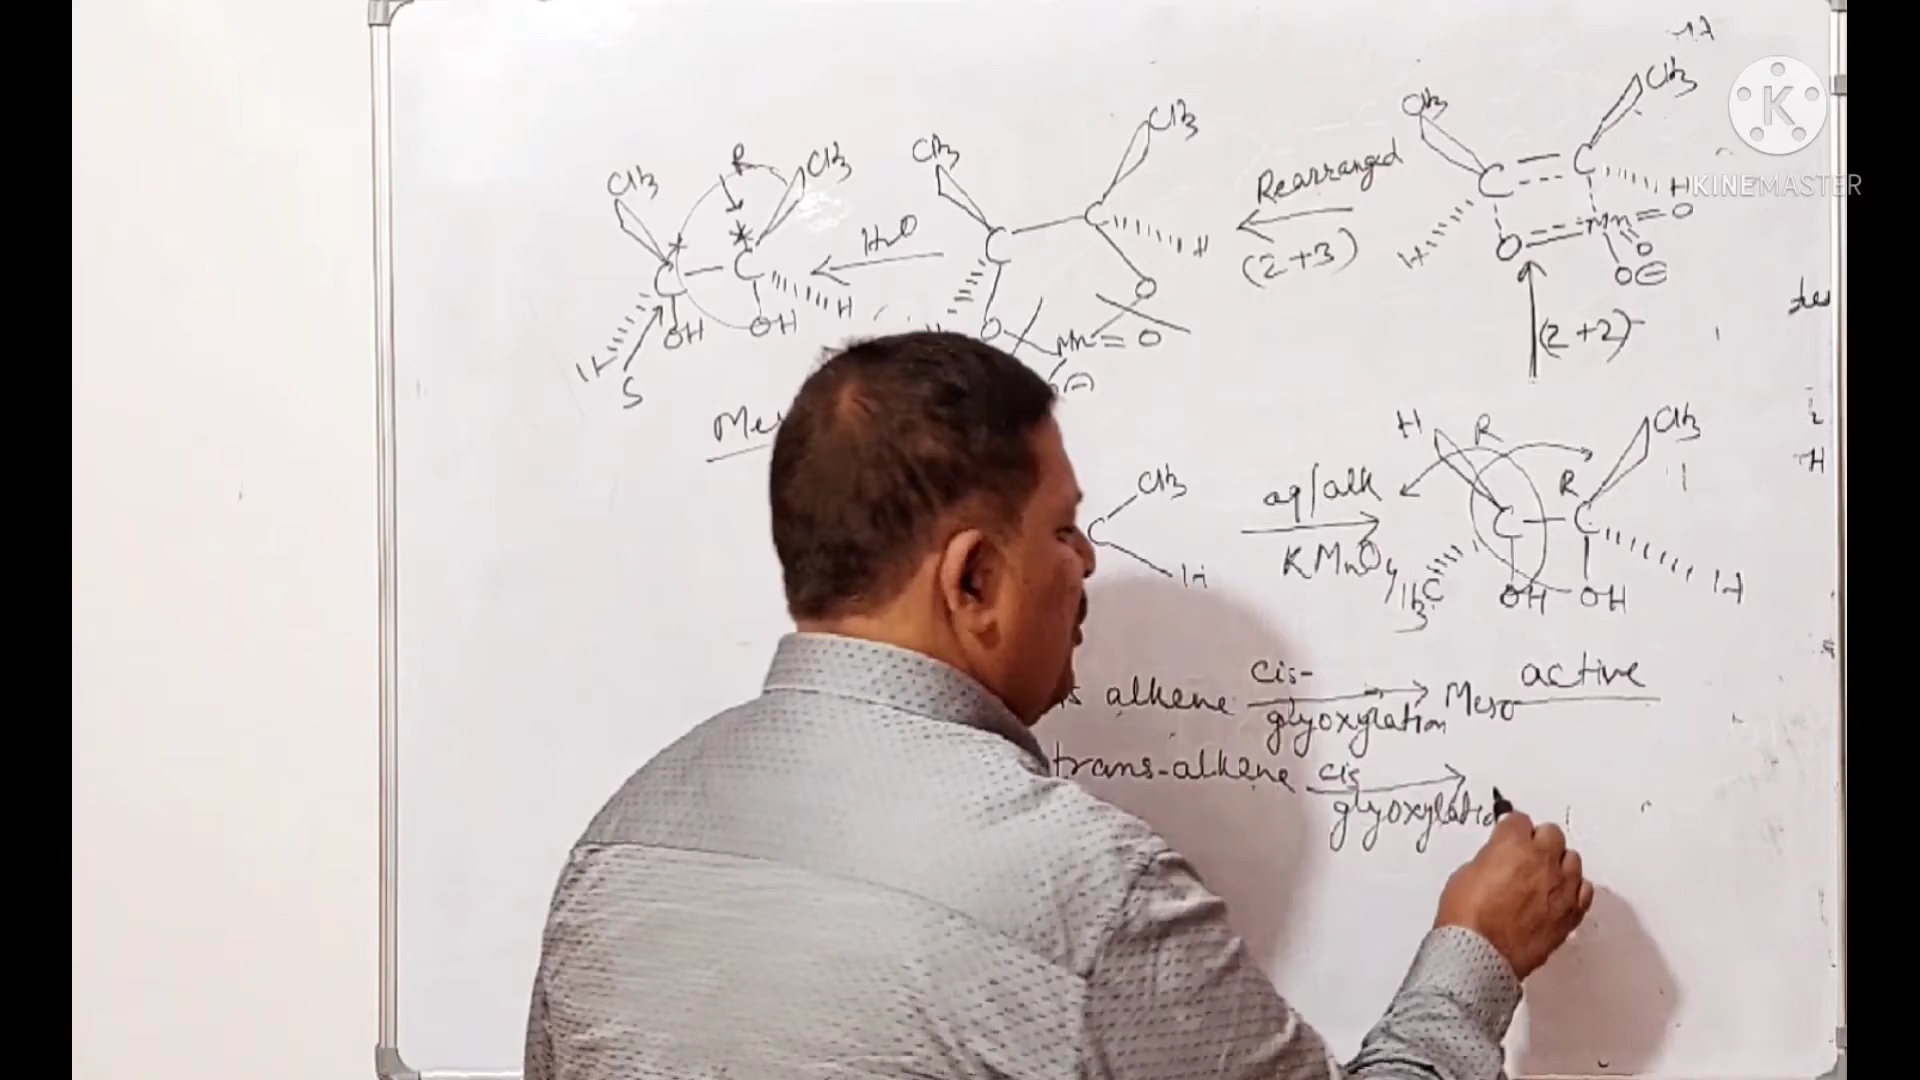 CH3
CH3
CH3
H
KINEMASTER
K
CH3
R
CH3
CH3
Rearranged
(2+3)
H2O
C
C
H
C
C
H
C
C
H
OH
OH
H
S
O
O
Mn=O
O
Mn=O
O
O⊖
H
(2+2)
H
R
CH3
CH3
C
H
aq/alk
KMnO4
R
C
C
H3C
OH
OH
H
alkene
cis-
glyoxylation
Meso
active
trans-alkene
cis
glyoxylatio